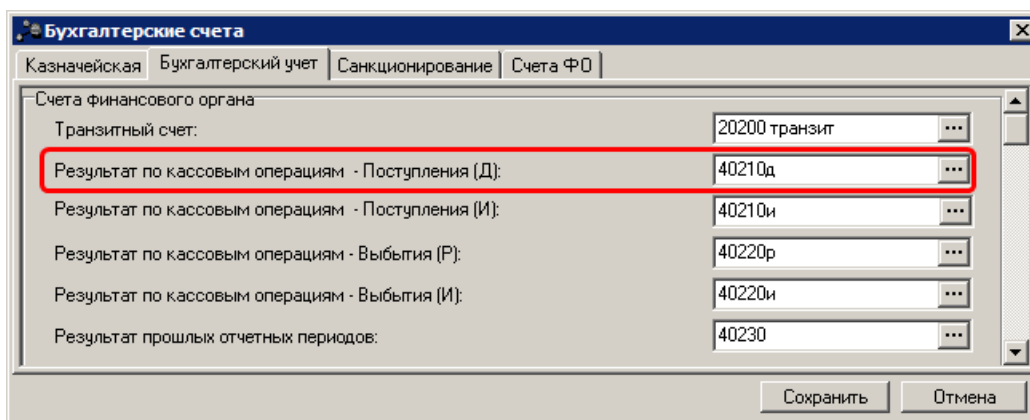 Бухгалтерские счета
Казначейская Бухгалтерский учет Санкционирование Счета ФО
Счета финансового органа
Транзитный счет: 20200 транзит
Результат по кассовым операциям - Поступления (Д): 40210д
Результат по кассовым операциям - Поступления (И): 40210и
Результат по кассовым операциям - Выбытия (Р): 40220р
Результат по кассовым операциям - Выбытия (И): 40220и
Результат прошлых отчетных периодов: 40230
Сохранить Отмена